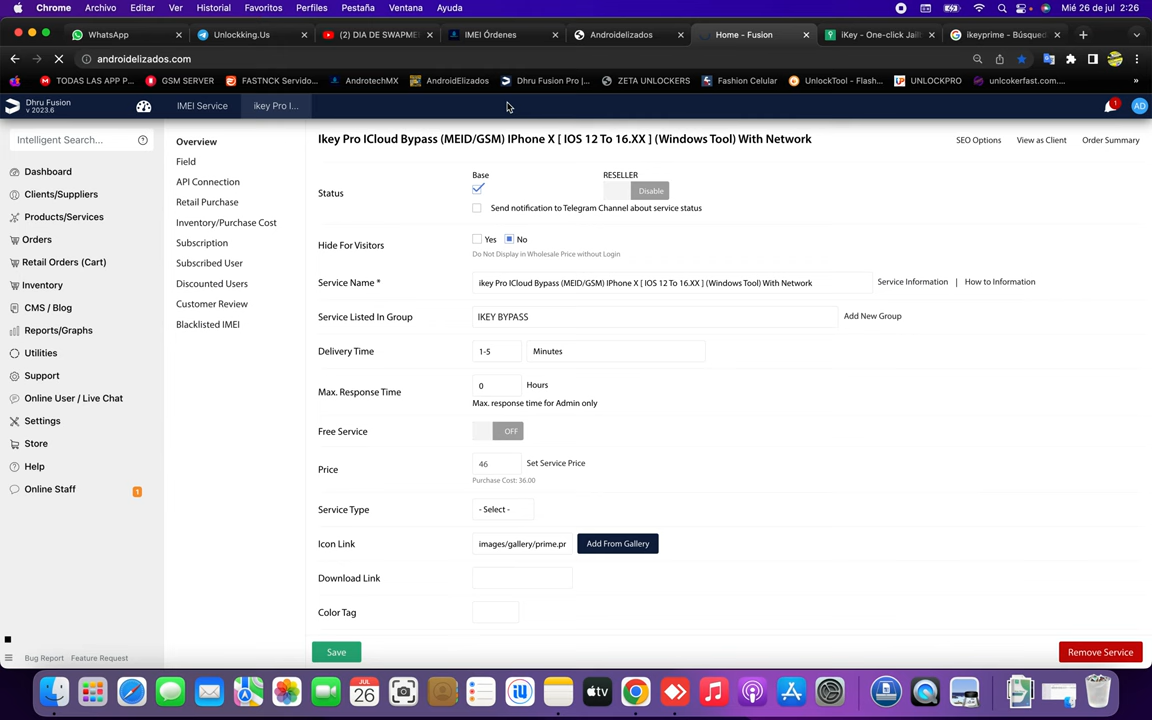 Chrome Archivo Editar Ver Historial Favoritos Perfiles Pestaña Ventana Ayuda Mié 26 de jul 2:26
WhatsApp Unlockking.Us (2) DIA DE SWAPME IMEI Órdenes Androidelizados Home - Fusion iKey - One-click Jail ikeyprime - Búsqued
androidelizados.com
TODAS LAS APP P... GSM SERVER FASTNCK Servido... AndrotechMX AndroidElizados Dhru Fusion Pro |... ZETA UNLOCKERS Fashion Celular UnlockTool - Flash... UNLOCKPRO unlcokerfast.com... »
Dhru Fusion
v 2023.6
IMEI Service ikey Pro I... 1 AD
Intelligent Search...
Dashboard
Clients/Suppliers
Products/Services
Orders
Retail Orders (Cart)
Inventory
CMS / Blog
Reports/Graphs
Utilities
Support
Online User / Live Chat
Settings
Store
Help
Online Staff 1
Bug Report Feature Request
Overview
Field
API Connection
Retail Purchase
Inventory/Purchase Cost
Subscription
Subscribed User
Discounted Users
Customer Review
Blacklisted IMEI
Ikey Pro ICloud Bypass (MEID/GSM) IPhone X [ IOS 12 To 16.XX ] (Windows Tool) With Network
SEO Options View as Client Order Summary
Base RESELLER
Status Disable
Send notification to Telegram Channel about service status
Hide For Visitors Yes No
Do Not Display in Wholesale Price without Login
Service Name * ikey Pro ICloud Bypass (MEID/GSM) IPhone X [ IOS 12 To 16.XX ] (Windows Tool) With Network Service Information | How to Information
Service Listed In Group IKEY BYPASS Add New Group
Delivery Time 1-5 Minutes
Max. Response Time 0 Hours
Max. response time for Admin only
Free Service OFF
Price 46 Set Service Price
Purchase Cost: 36.00
Service Type - Select -
Icon Link images/gallery/prime.pr Add From Gallery
Download Link
Color Tag
Save Remove Service
JUL
26